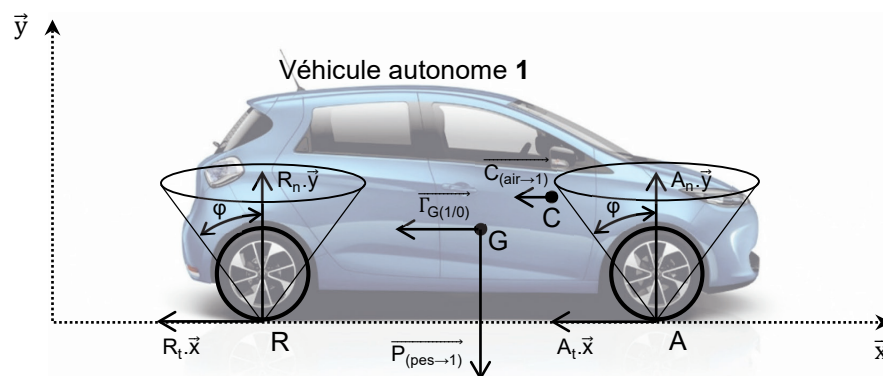 y⃗
Véhicule autonome 1
C(air→1)
Rn.y⃗
An.y⃗
φ
φ
ΓG(1/0)
C
G
Rt.x⃗
R
P(pes→1)
At.x⃗
A
x⃗